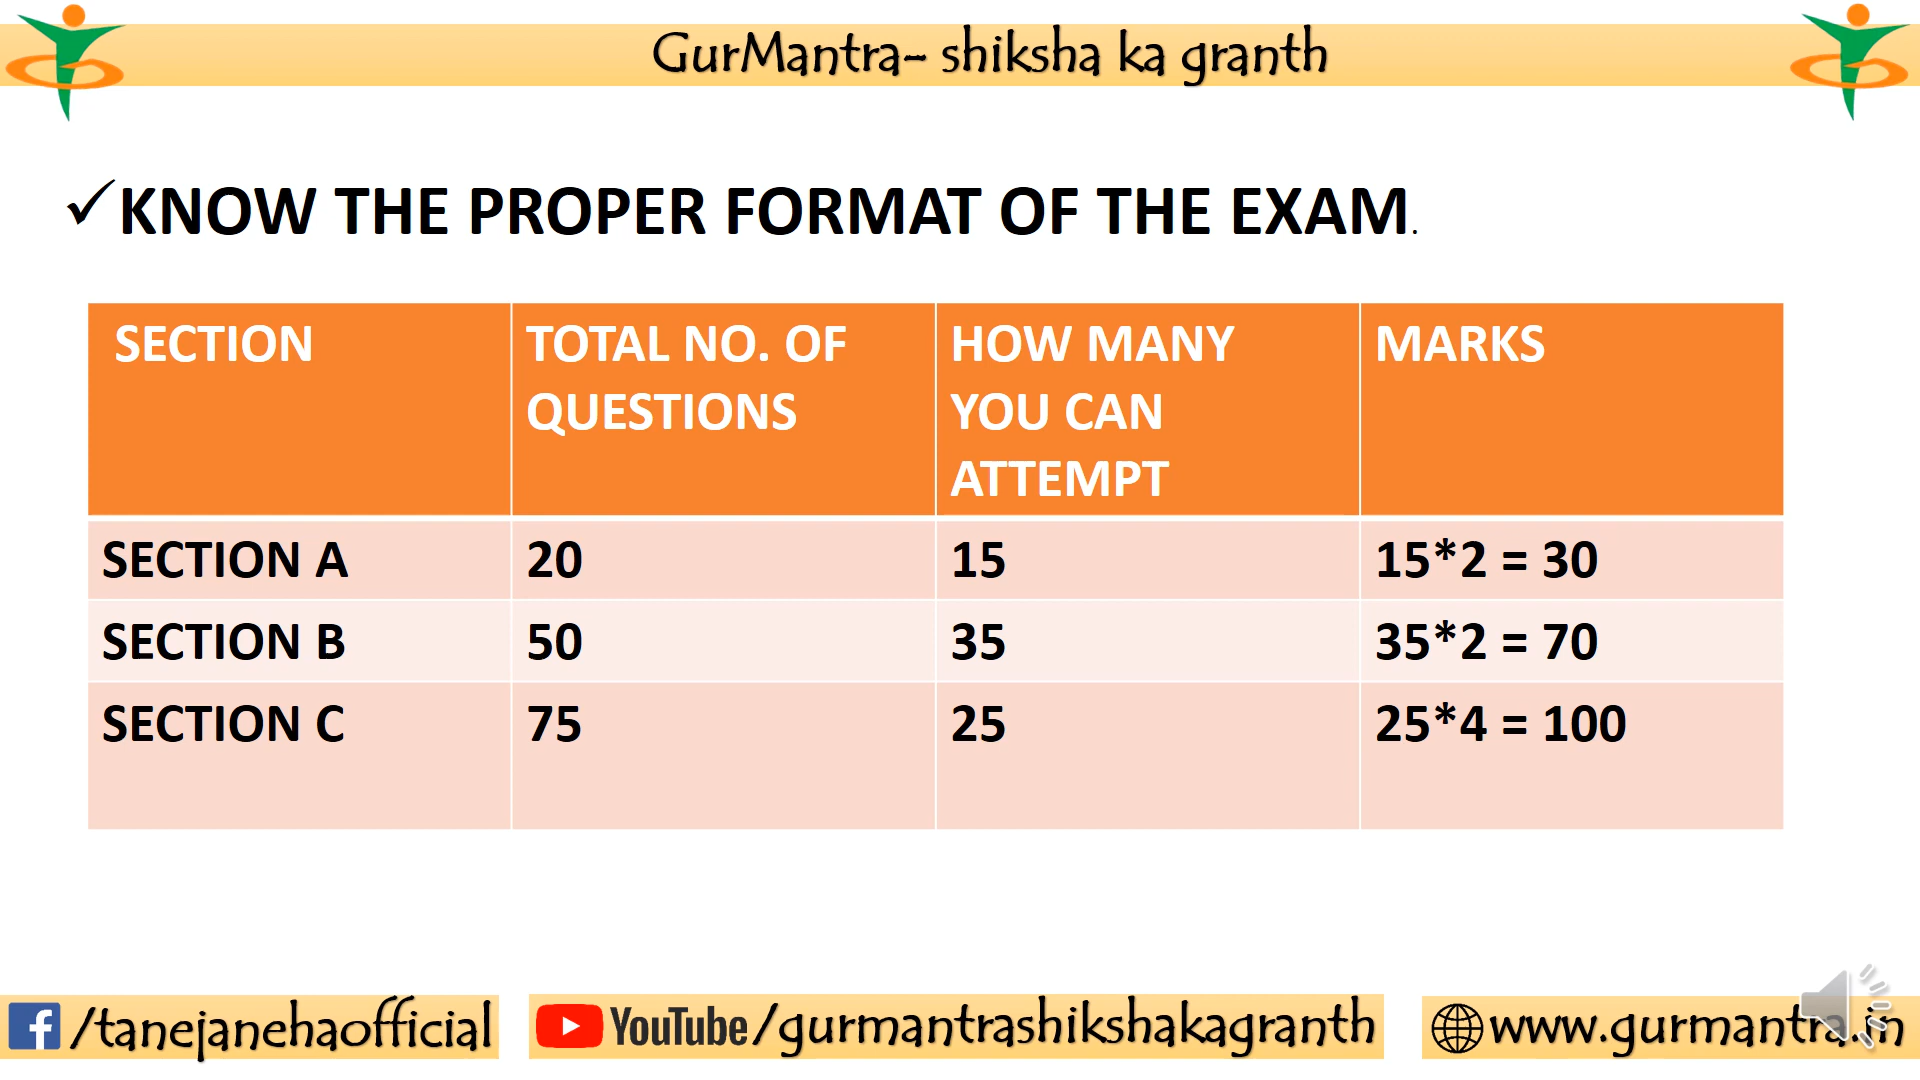 GurMantra- shiksha ka granth
✓KNOW THE PROPER FORMAT OF THE EXAM.
SECTION
TOTAL NO. OF
QUESTIONS
HOW MANY
YOU CAN
ATTEMPT
MARKS
SECTION A 20 15 15*2 = 30
SECTION B 50 35 35*2 = 70
SECTION C 75 25 25*4 = 100
/tanejanehaofficial
YouTube/gurmantrashikshakagranth
www.gurmantra.in